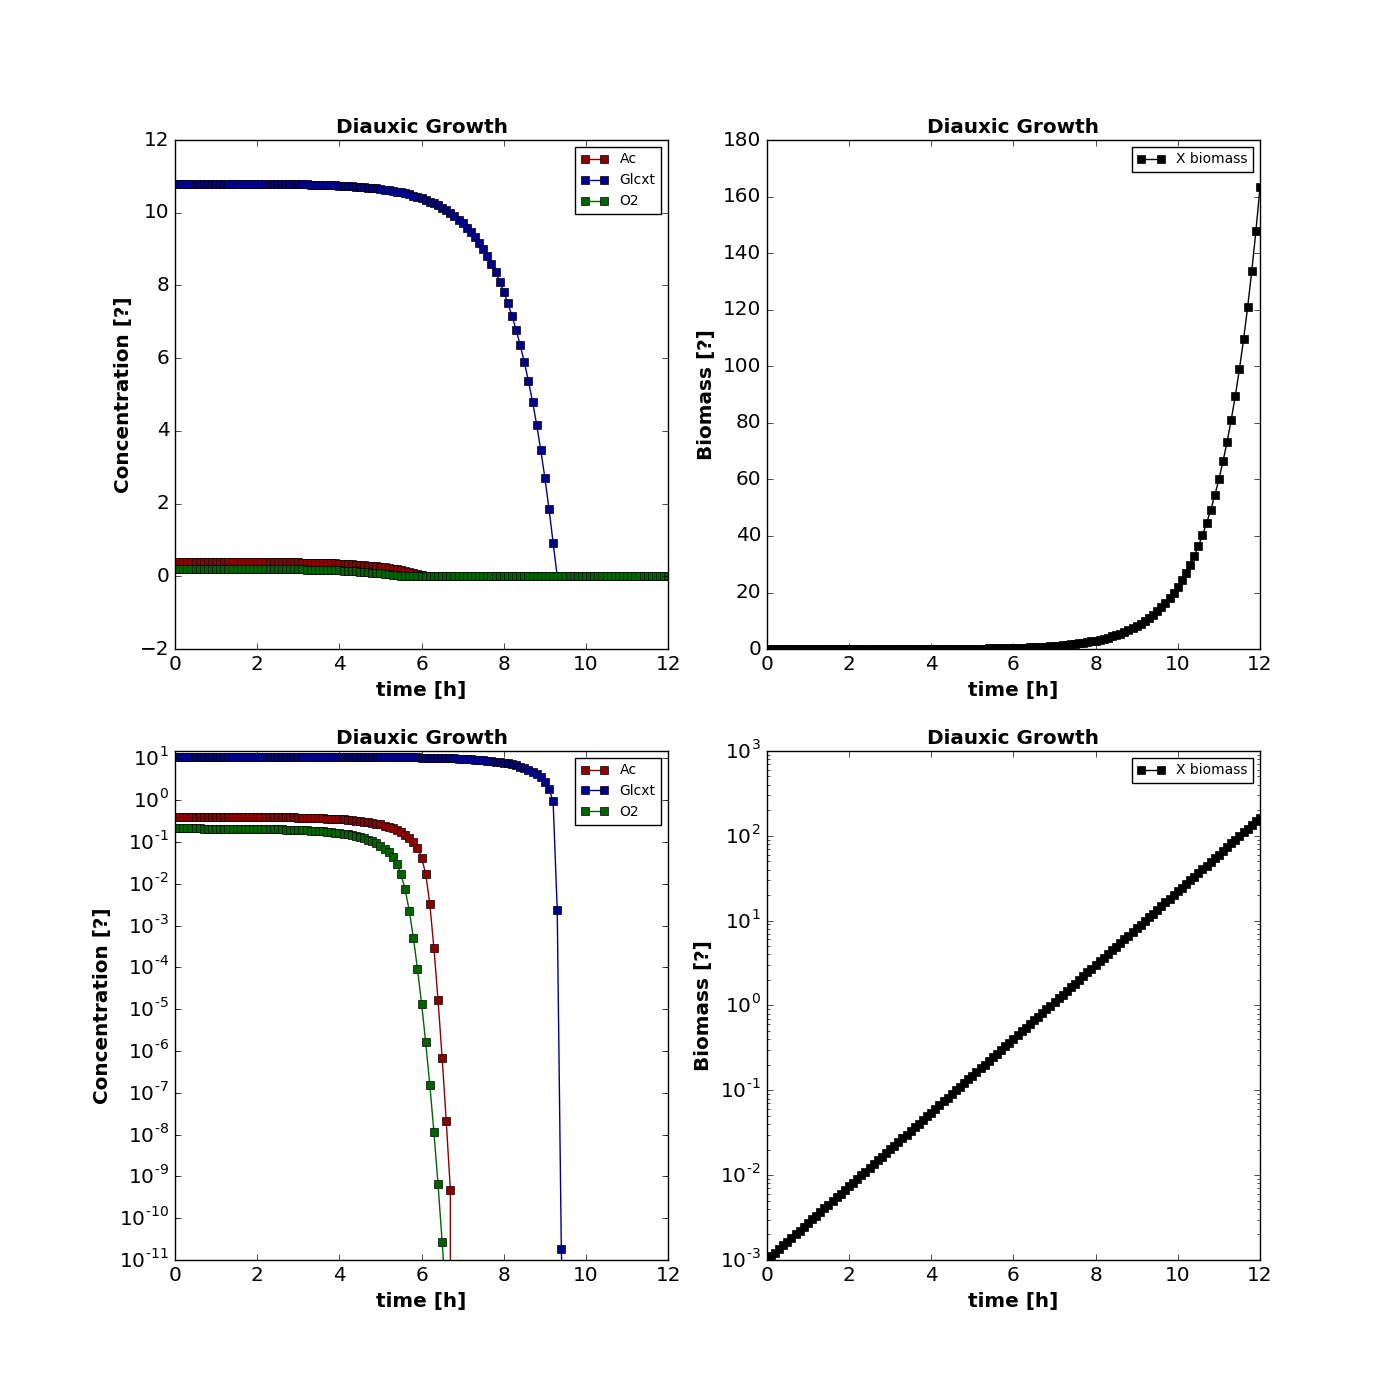 Diauxic Growth
12
10
8
6
4
2
0
−2
Concentration [?]
Ac
Glcxt
O2
0 2 4 6 8 10 12
time [h]
Diauxic Growth
180
160
140
120
100
80
60
40
20
0
Biomass [?]
X biomass
0 2 4 6 8 10 12
time [h]
Diauxic Growth
10^1
10^0
10^-1
10^-2
10^-3
10^-4
10^-5
10^-6
10^-7
10^-8
10^-9
10^-10
10^-11
Concentration [?]
Ac
Glcxt
O2
0 2 4 6 8 10 12
time [h]
Diauxic Growth
10^3
10^2
10^1
10^0
10^-1
10^-2
10^-3
Biomass [?]
X biomass
0 2 4 6 8 10 12
time [h]